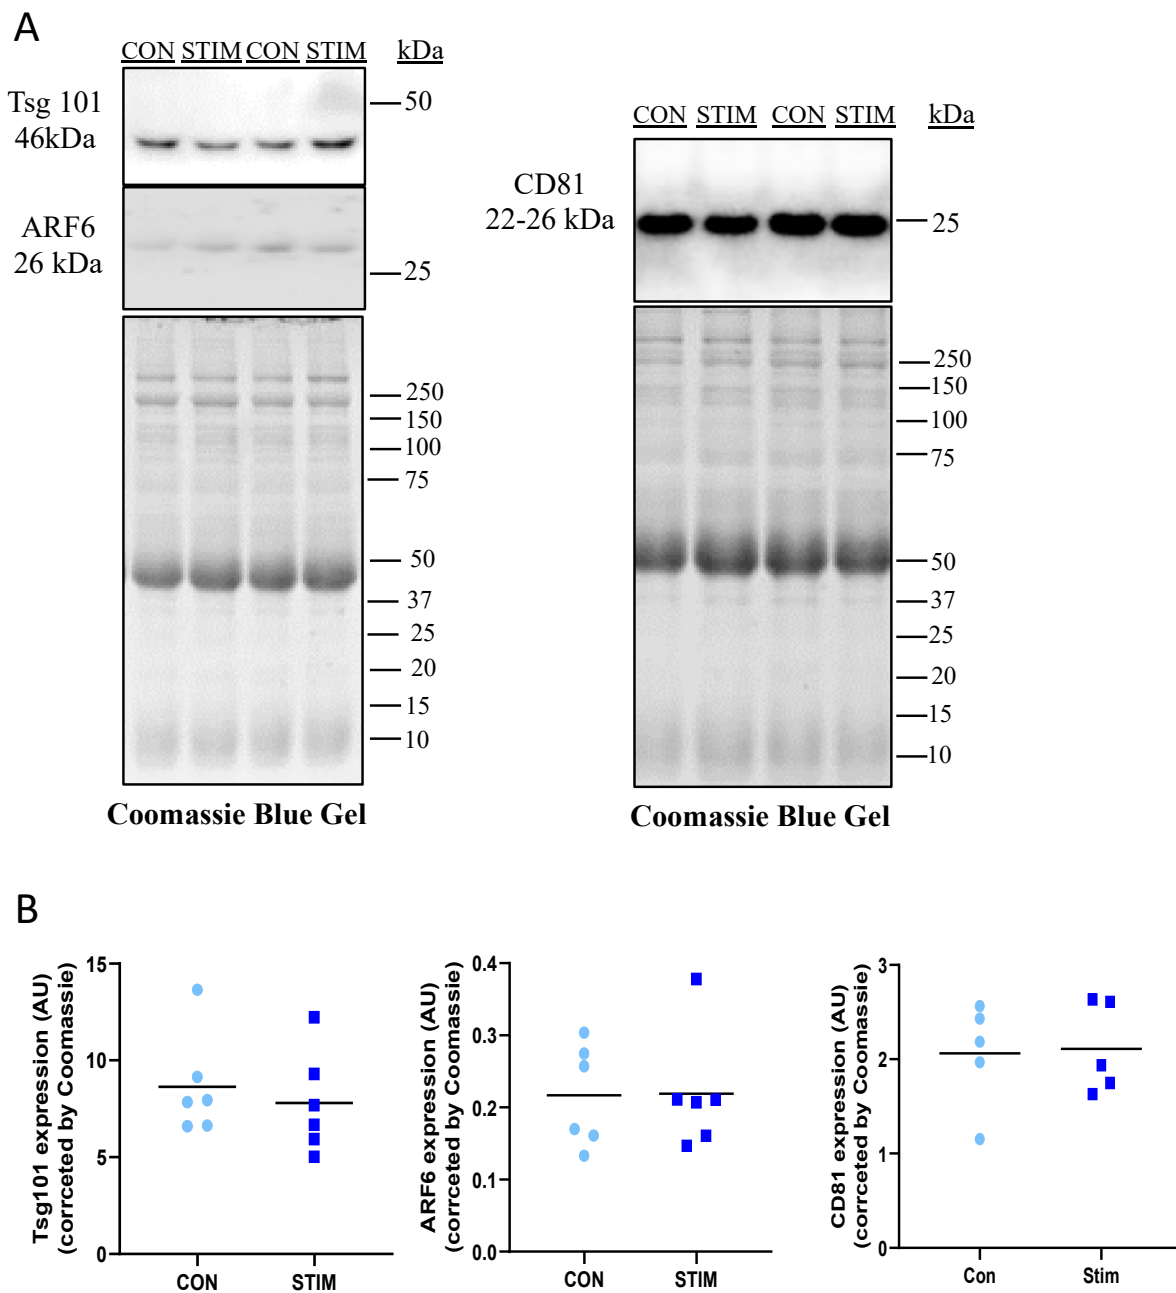 A
CON STIM CON STIM kDa
Tsg 101
46kDa
50
ARF6
26 kDa
25
250
150
100
75
50
37
25
20
15
10
Coomassie Blue Gel
CON STIM CON STIM kDa
CD81
22-26 kDa
25
250
150
100
75
50
37
25
20
15
10
Coomassie Blue Gel
B
Tsg101 expression (AU)
(corrceted by Coomassie)
15
10
5
0
CON STIM
ARF6 expression (AU)
(corrceted by Coomassie)
0.4
0.3
0.2
0.1
0.0
CON STIM
CD81 expression (AU)
(corrceted by Coomassie)
3
2
1
0
Con Stim